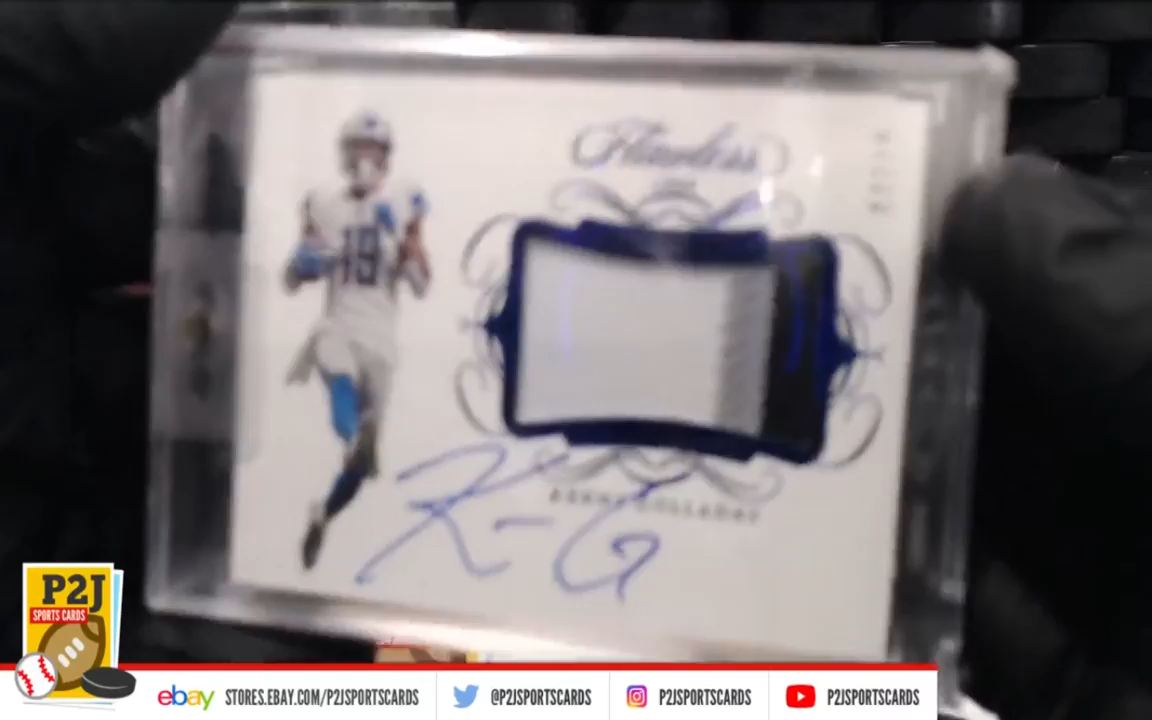 Flawless
19
KENNY GOLLADAY
K-G
P2J
SPORTS CARDS
ebay STORES.EBAY.COM/P2JSPORTSCARDS @P2JSPORTSCARDS P2JSPORTSCARDS P2JSPORTSCARDS